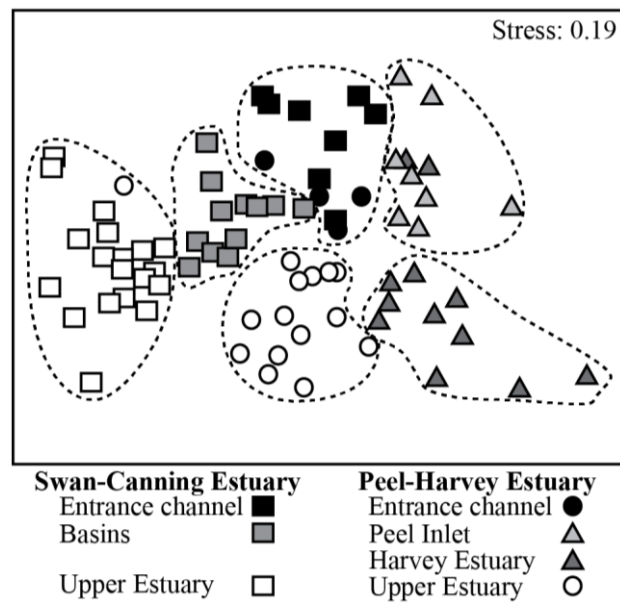 Stress: 0.19
Swan-Canning Estuary
Entrance channel
Basins
Upper Estuary
Peel-Harvey Estuary
Entrance channel
Peel Inlet
Harvey Estuary
Upper Estuary